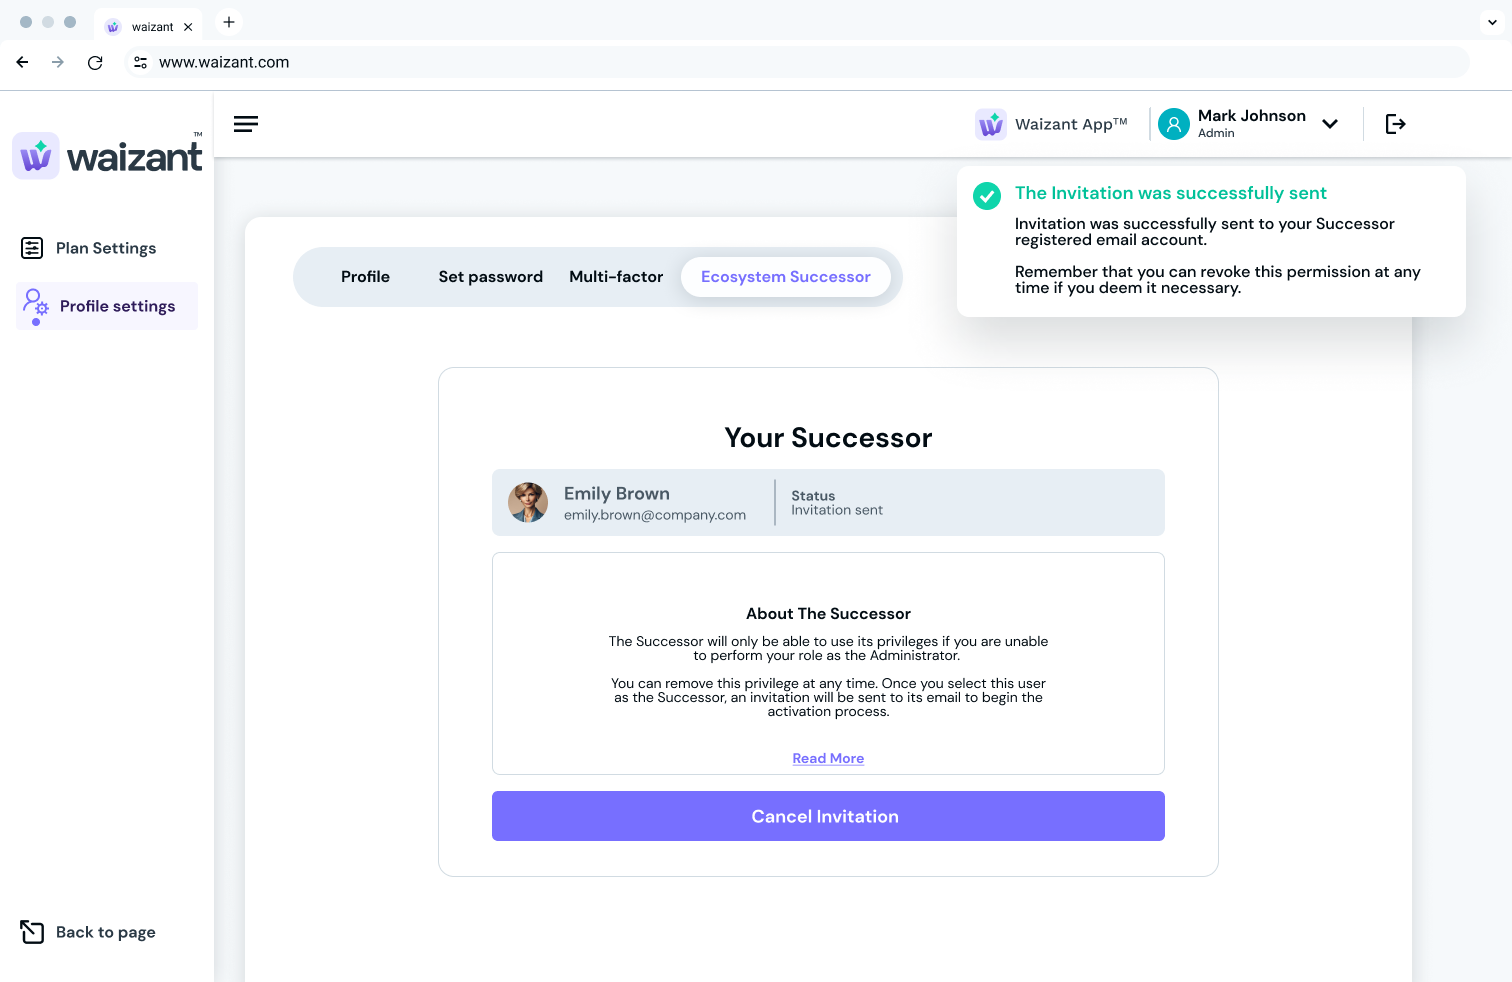 waizant
www.waizant.com
waizant™
Waizant App™
Mark Johnson
Admin
Plan Settings
Profile settings
Back to page
The Invitation was successfully sent
Invitation was successfully sent to your Successor
registered email account.
Remember that you can revoke this permission at any
time if you deem it necessary.
Profile
Set password
Multi-factor
Ecosystem Successor
Your Successor
Emily Brown
emily.brown@company.com
Status
Invitation sent
About The Successor
The Successor will only be able to use its privileges if you are unable
to perform your role as the Administrator.
You can remove this privilege at any time. Once you select this user
as the Successor, an invitation will be sent to its email to begin the
activation process.
Read More
Cancel Invitation